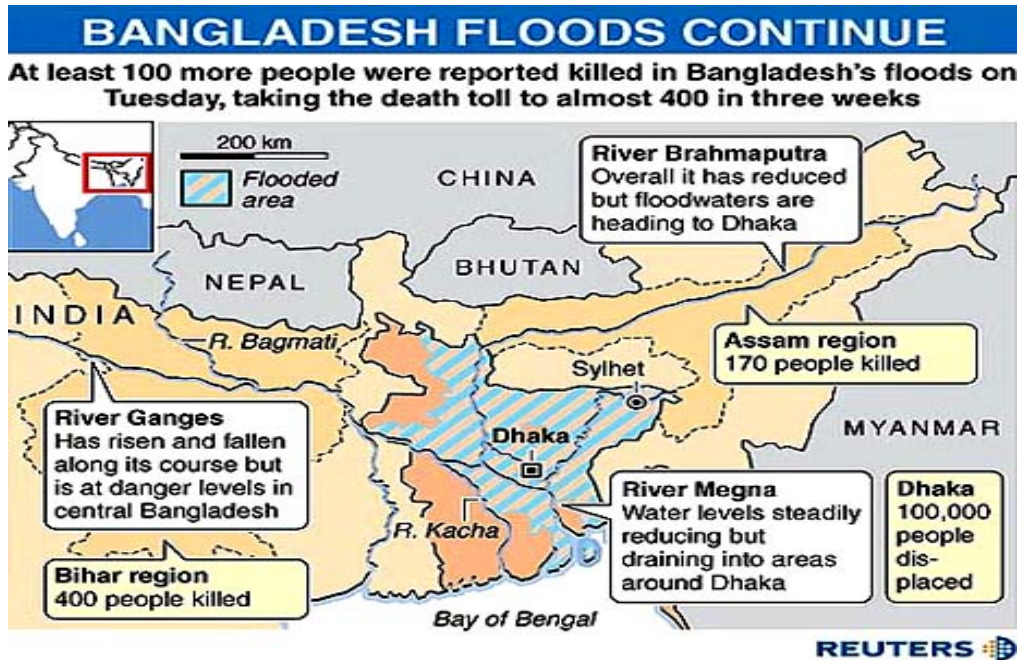 BANGLADESH FLOODS CONTINUE
At least 100 more people were reported killed in Bangladesh's floods on
Tuesday, taking the death toll to almost 400 in three weeks
200 km
Flooded
area
CHINA
River Brahmaputra
Overall it has reduced
but floodwaters are
heading to Dhaka
NEPAL
BHUTAN
INDIA
R. Bagmati
Assam region
170 people killed
Sylhet
River Ganges
Has risen and fallen
along its course but
is at danger levels in
central Bangladesh
Dhaka
MYANMAR
R. Kacha
River Megna
Water levels steadily
reducing but
draining into areas
around Dhaka
Dhaka
100,000
people
dis-
placed
Bihar region
400 people killed
Bay of Bengal
REUTERS